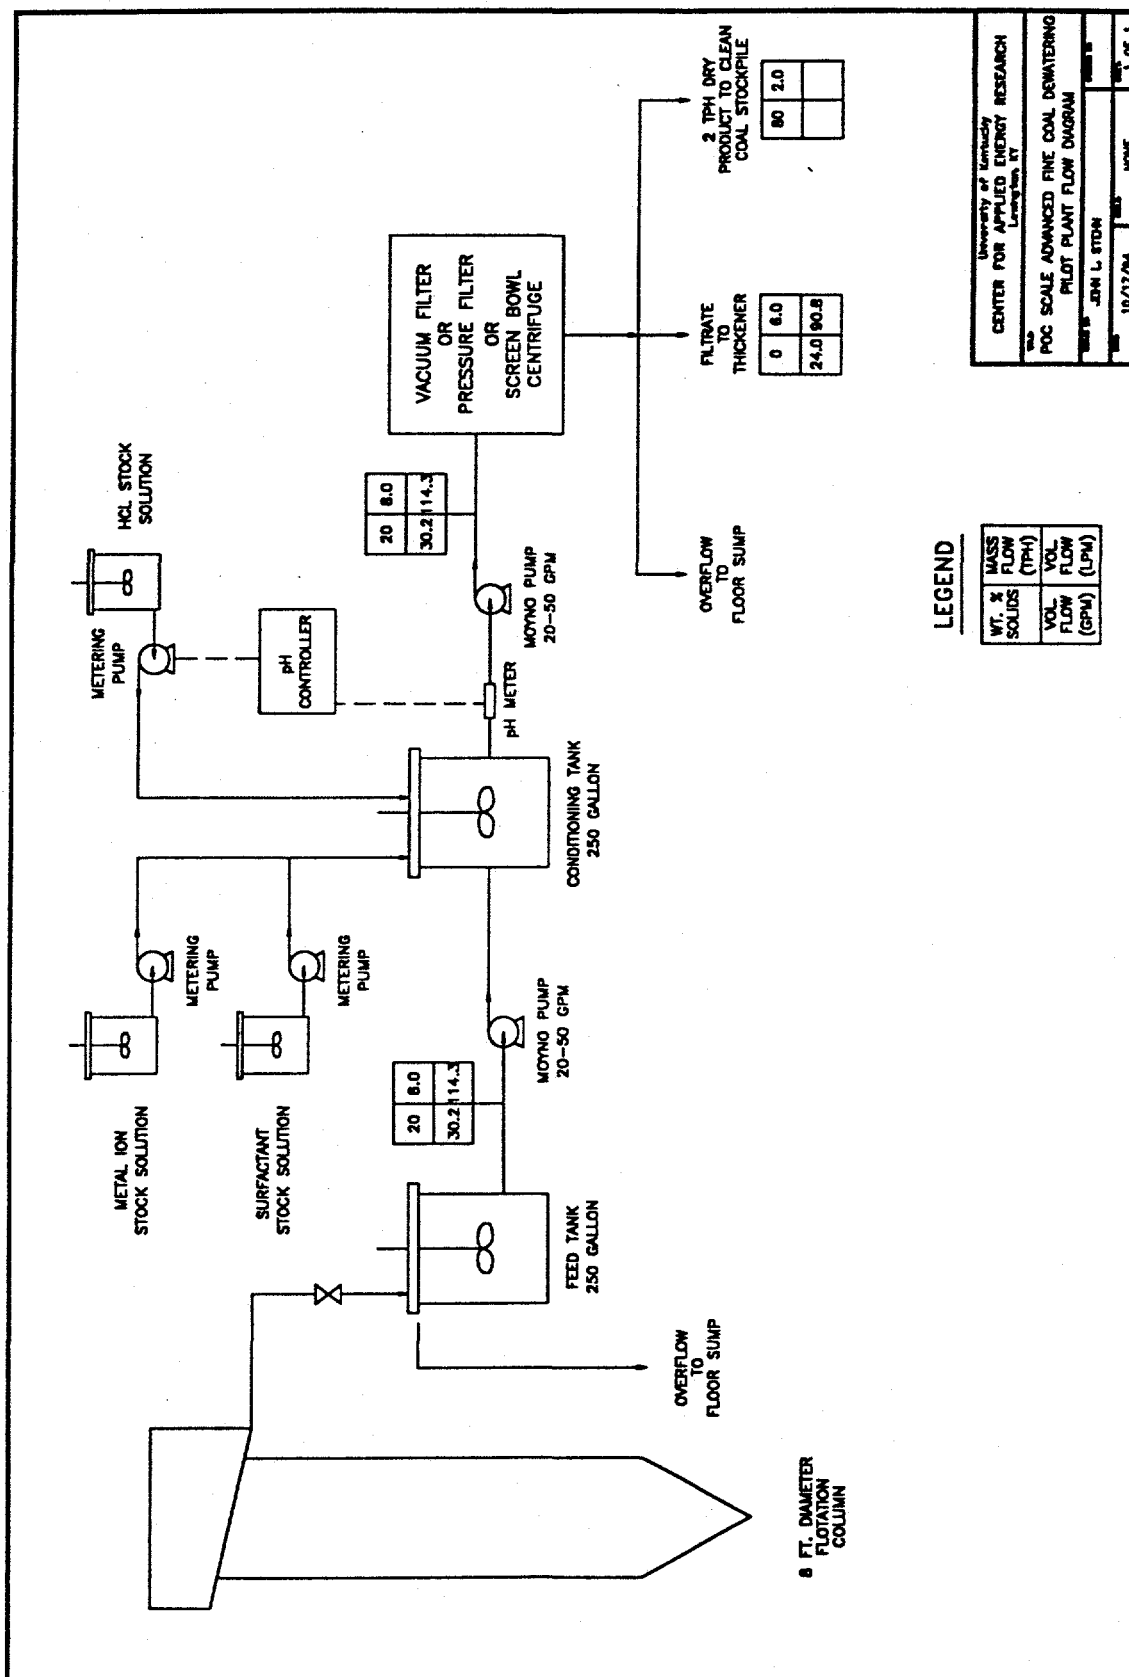 8 FT. DIAMETER
FLOTATION
COLUMN
OVERFLOW
TO
FLOOR SUMP
FEED TANK
250 GALLON
METAL ION
STOCK SOLUTION
METERING
PUMP
SURFACTANT
STOCK SOLUTION
METERING
PUMP
20 8.0
30.2 114.3
MOYNO PUMP
20-50 GPM
CONDITIONING TANK
250 GALLON
HCL STOCK
SOLUTION
METERING
PUMP
pH
CONTROLLER
pH METER
MOYNO PUMP
20-50 GPM
20 8.0
30.2 114.3
VACUUM FILTER
OR
PRESSURE FILTER
OR
SCREEN BOWL
CENTRIFUGE
OVERFLOW
TO
FLOOR SUMP
FILTRATE
TO
THICKENER
0 6.0
24.0 90.8
2 TPH DRY
PRODUCT TO CLEAN
COAL STOCKPILE
80 2.0
LEGEND
WT. % SOLIDS
MASS FLOW (TPH)
VOL. FLOW (GPM)
VOL. FLOW (LPM)
University of Kentucky
CENTER FOR APPLIED ENERGY RESEARCH
Lexington, KY
POC SCALE ADVANCED FINE COAL DEWATERING
PILOT PLANT FLOW DIAGRAM
JOHN L. STEHN
NONE